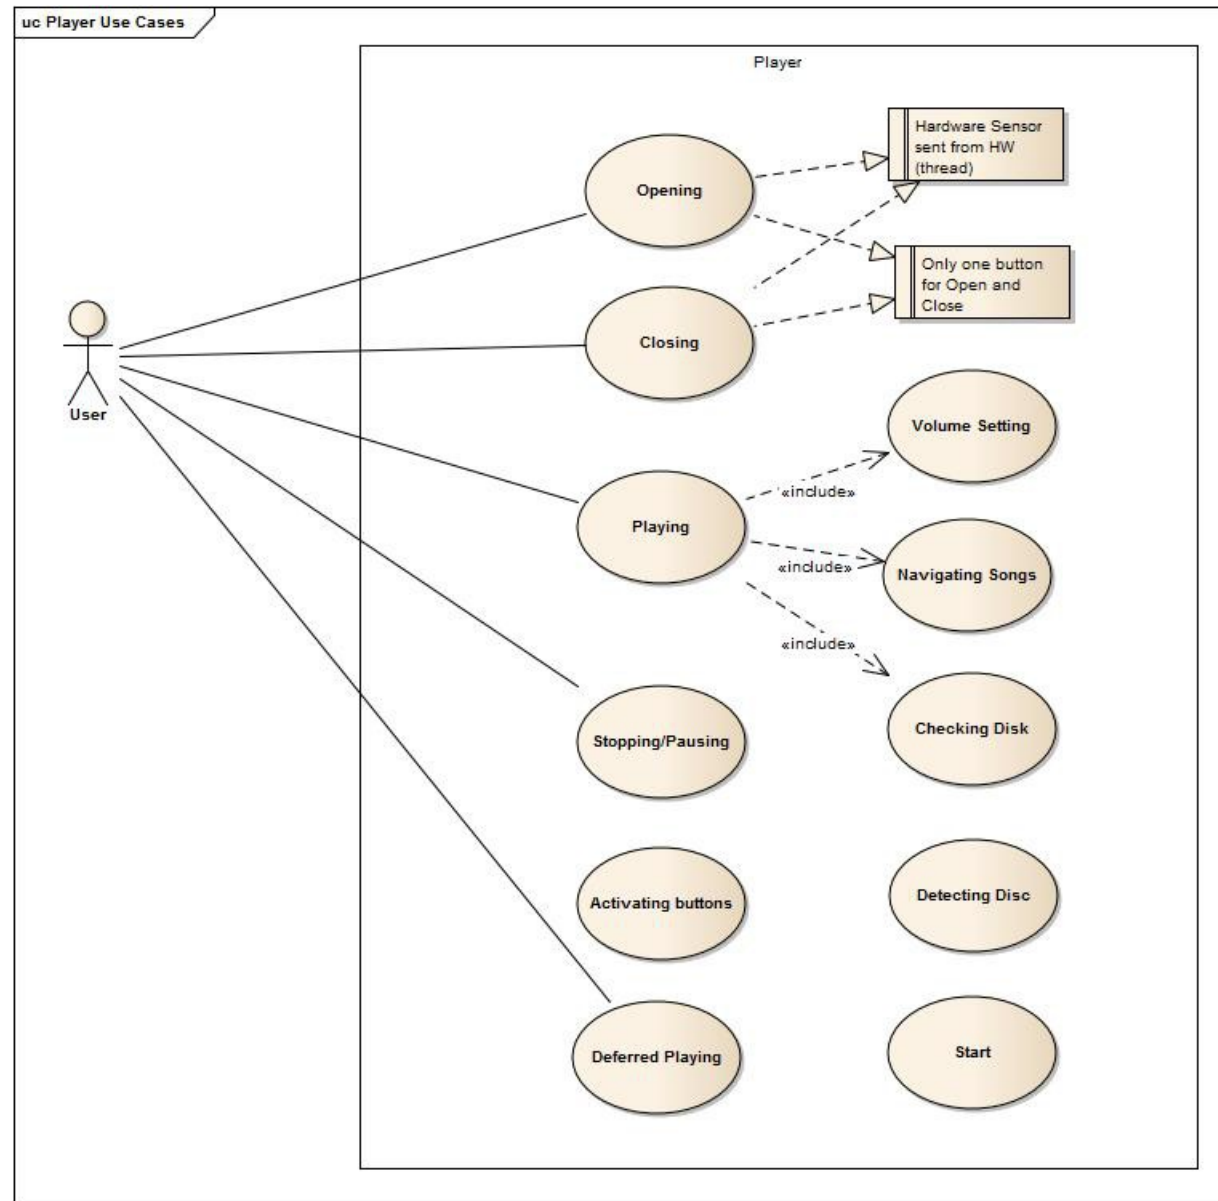 uc Player Use Cases
Player
Hardware Sensor
sent from HW
(thread)
Opening
Only one button
for Open and
Close
Closing
User
Volume Setting
«include»
Playing
«include»
Navigating Songs
«include»
Checking Disk
Stopping/Pausing
Activating buttons
Detecting Disc
Deferred Playing
Start